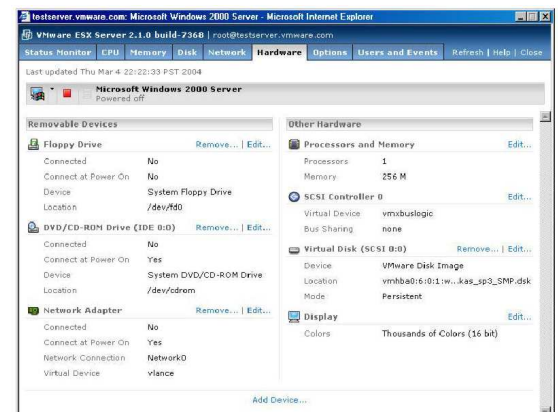 testserver.vmware.com: Microsoft Windows 2000 Server - Microsoft Internet Explorer
VMware ESX Server 2.1.0 build-7368 | root@testserver.vmware.com
Status Monitor CPU Memory Disk Network Hardware Options Users and Events Refresh | Help | Close
Last updated Thu Mar 4 22:22:33 PST 2004
Microsoft Windows 2000 Server
Powered off
Removable Devices
Floppy Drive Remove... | Edit...
Connected No
Connect at Power On No
Device System Floppy Drive
Location /dev/fd0
DVD/CD-ROM Drive (IDE 0:0) Remove... | Edit...
Connected No
Connect at Power On Yes
Device System DVD/CD-ROM Drive
Location /dev/cdrom
Network Adapter Remove... | Edit...
Connected No
Connect at Power On Yes
Network Connection Network0
Virtual Device vlance
Other Hardware
Processors and Memory Edit...
Processors 1
Memory 256 M
SCSI Controller 0 Edit...
Virtual Device vmxbuslogic
Bus Sharing none
Virtual Disk (SCSI 0:0) Remove... | Edit...
Device VMware Disk Image
Location vmhba0:6:0:1:w...kas_sp3_SMP.dsk
Mode Persistent
Display Edit...
Colors Thousands of Colors (16 bit)
Add Device...